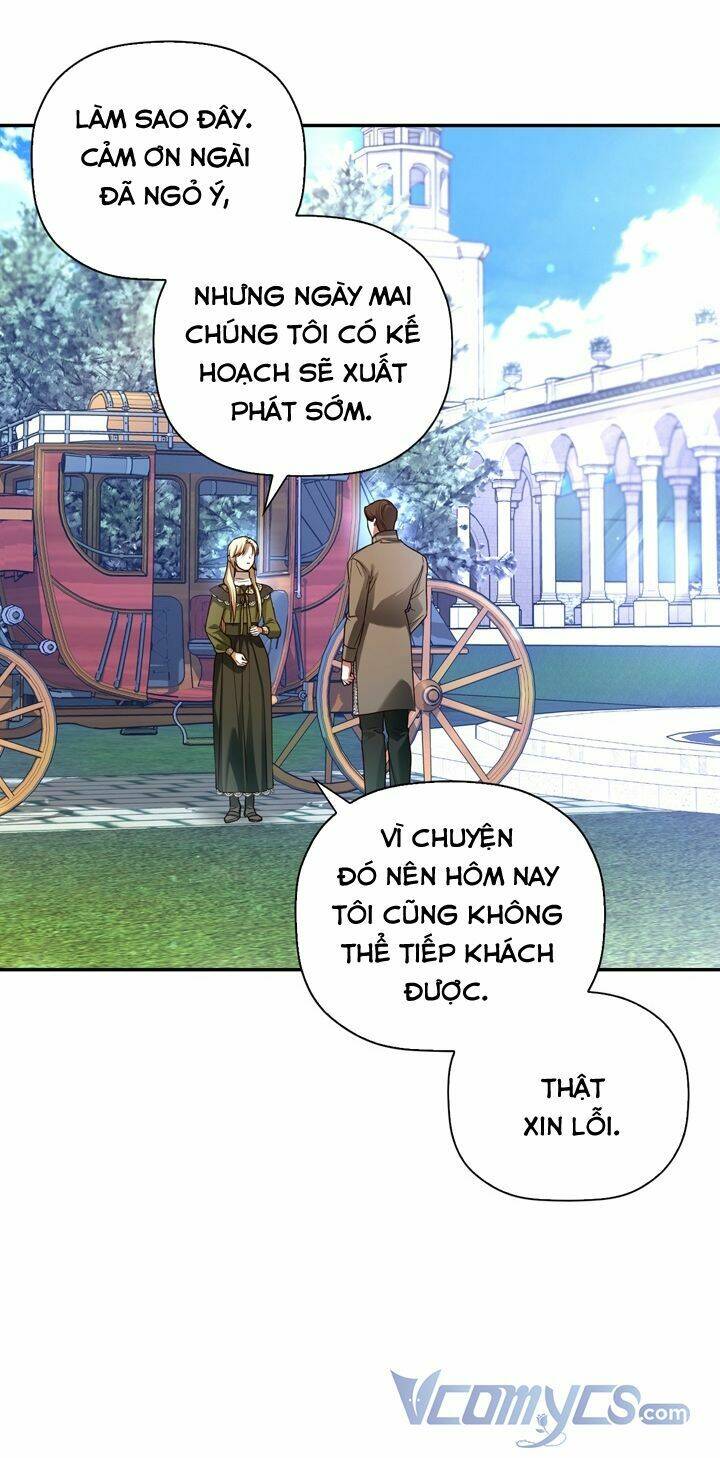 LÀM SAO ĐÂY.
CẢM ƠN NGÀI
ĐÃ NGỎ Ý,
NHƯNG NGÀY MAI
CHÚNG TÔI CÓ KẾ
HOẠCH SẼ XUẤT
PHÁT SỚM.
VÌ CHUYỆN
ĐÓ NÊN HÔM NAY
TÔI CŨNG KHÔNG
THỂ TIẾP KHÁCH
ĐƯỢC.
THẬT
XIN LỖI.
VCOMYCS.com